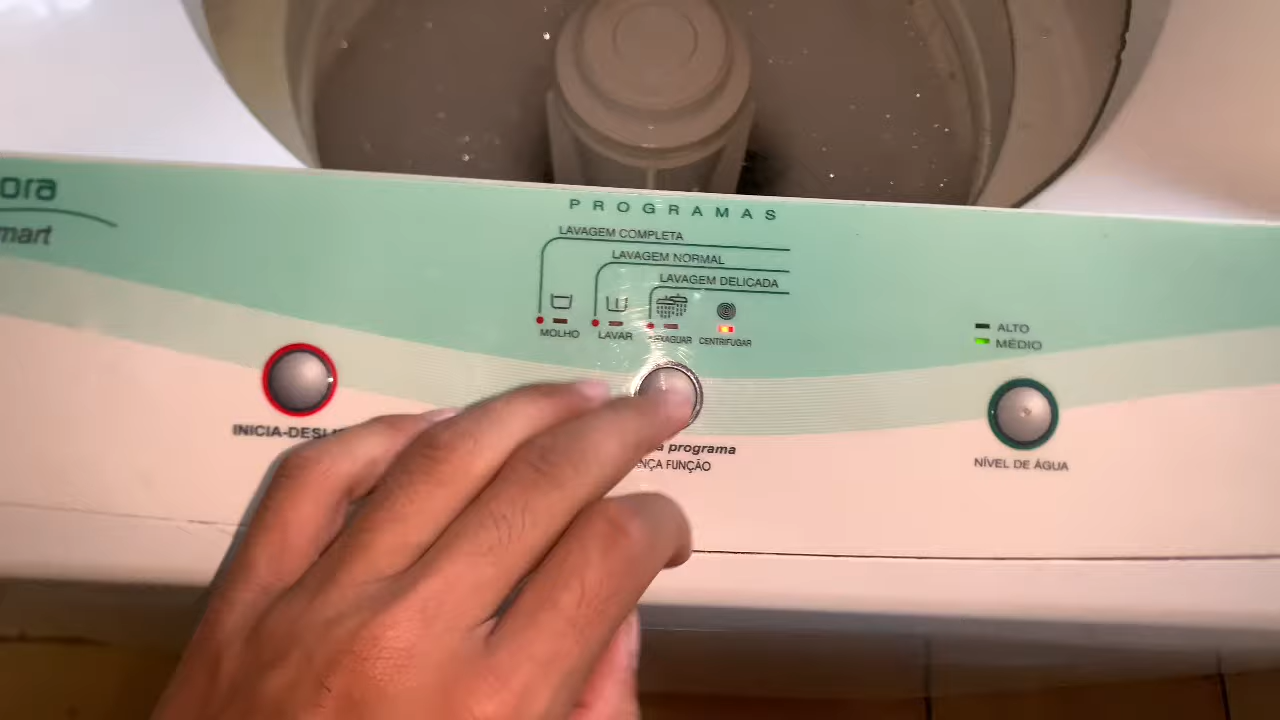 ora
mart
PROGRAMAS
LAVAGEM COMPLETA
LAVAGEM NORMAL
LAVAGEM DELICADA
MOLHO
LAVAR
CENTRIFUGAR
ALTO
MÉDIO
programa
FUNÇÃO
NÍVEL DE ÁGUA